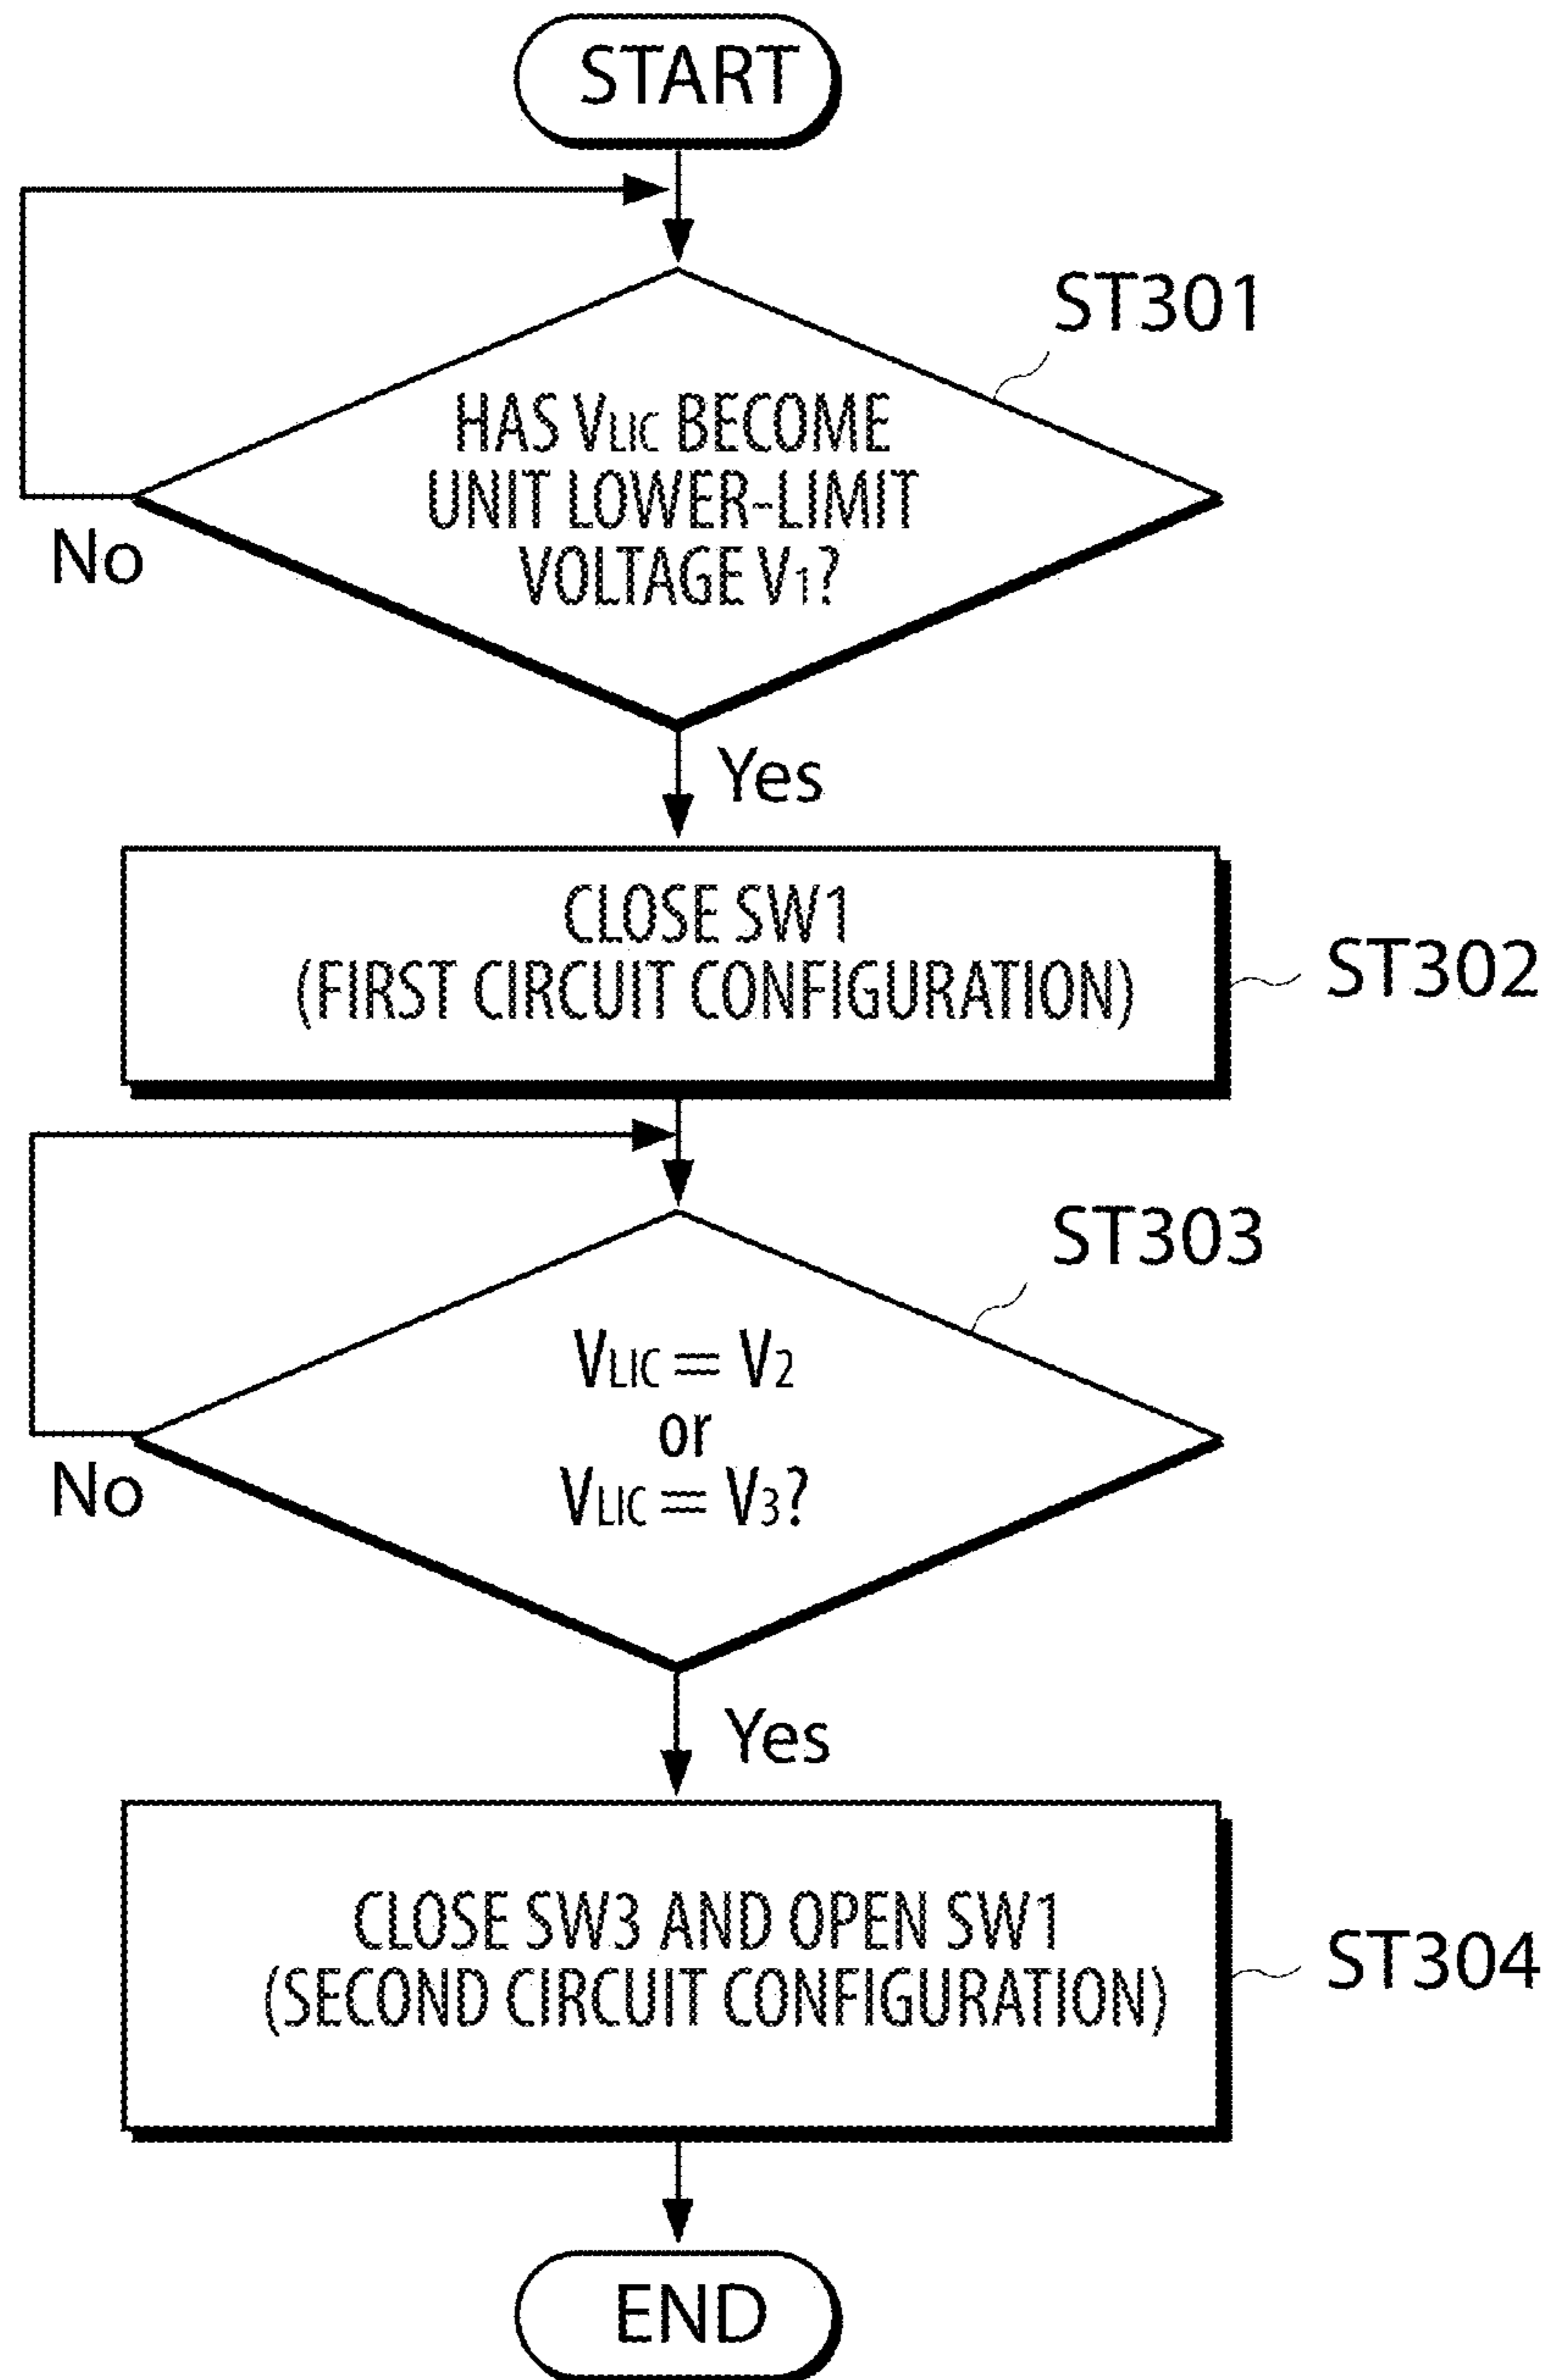 START
ST301
HAS VLIC BECOME
UNIT LOWER-LIMIT
VOLTAGE V1?
No
Yes
CLOSE SW1
(FIRST CIRCUIT CONFIGURATION)
ST302
ST303
VLIC = V2
or
VLIC = V3?
No
Yes
CLOSE SW3 AND OPEN SW1
(SECOND CIRCUIT CONFIGURATION)
ST304
END